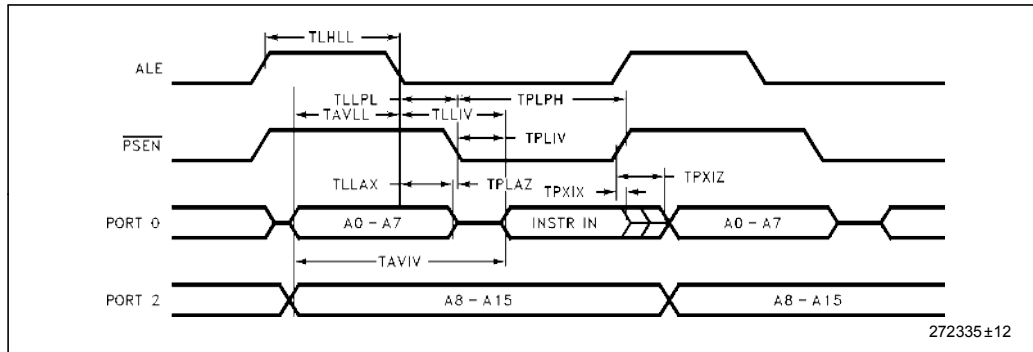 TLHLL
ALE
TLLPL
TPLPH
TAVLL
TLLIV
PSEN
TPLIV
TLLAX
TPLAZ
TPXIX
TPXIZ
PORT 0
A0 – A7
INSTR IN
A0 – A7
TAVIV
PORT 2
A8 – A15
A8 – A15
272335±12